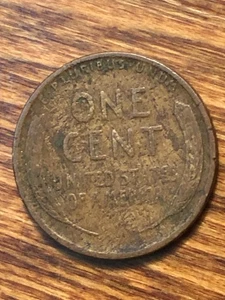 E PLURIBUS UNUM
ONE
CENT
UNITED STATES
OF AMERICA